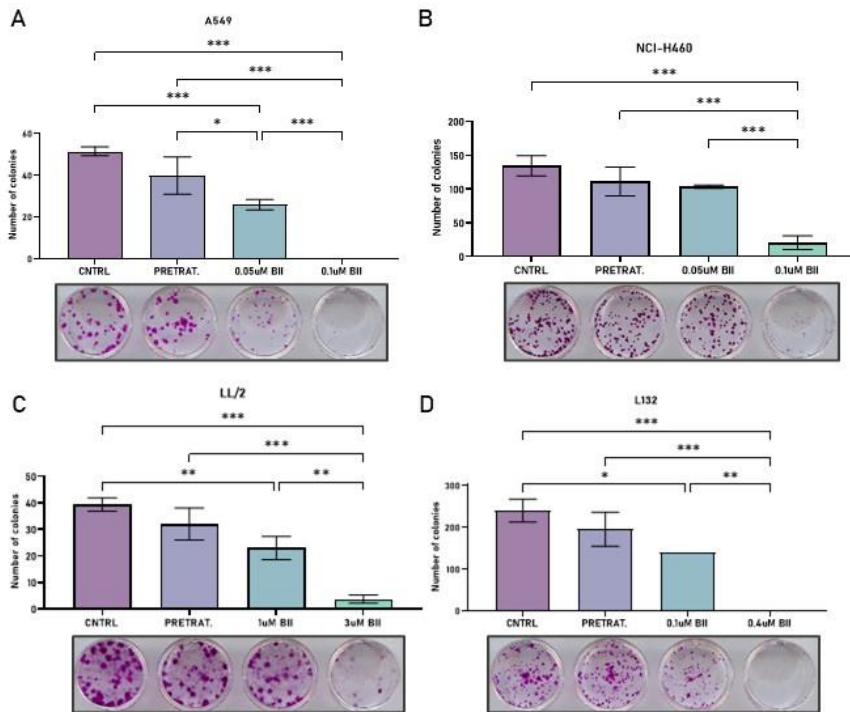 A
A549
***
***
***
*
***
Number of colonies
60
40
20
0
CNTRL PRETRAT. 0.05uM BII 0.1uM BII
B
NCI-H460
***
***
***
Number of colonies
200
150
100
50
0
CNTRL PRETRAT. 0.05uM BII 0.1uM BII
C
LL/2
***
***
**
**
Number of colonies
50
40
30
20
10
0
CNTRL PRETRAT. 1uM BII 3uM BII
D
L132
***
***
*
**
Number of colonies
300
200
100
0
CNTRL PRETRAT. 0.1uM BII 0.4uM BII